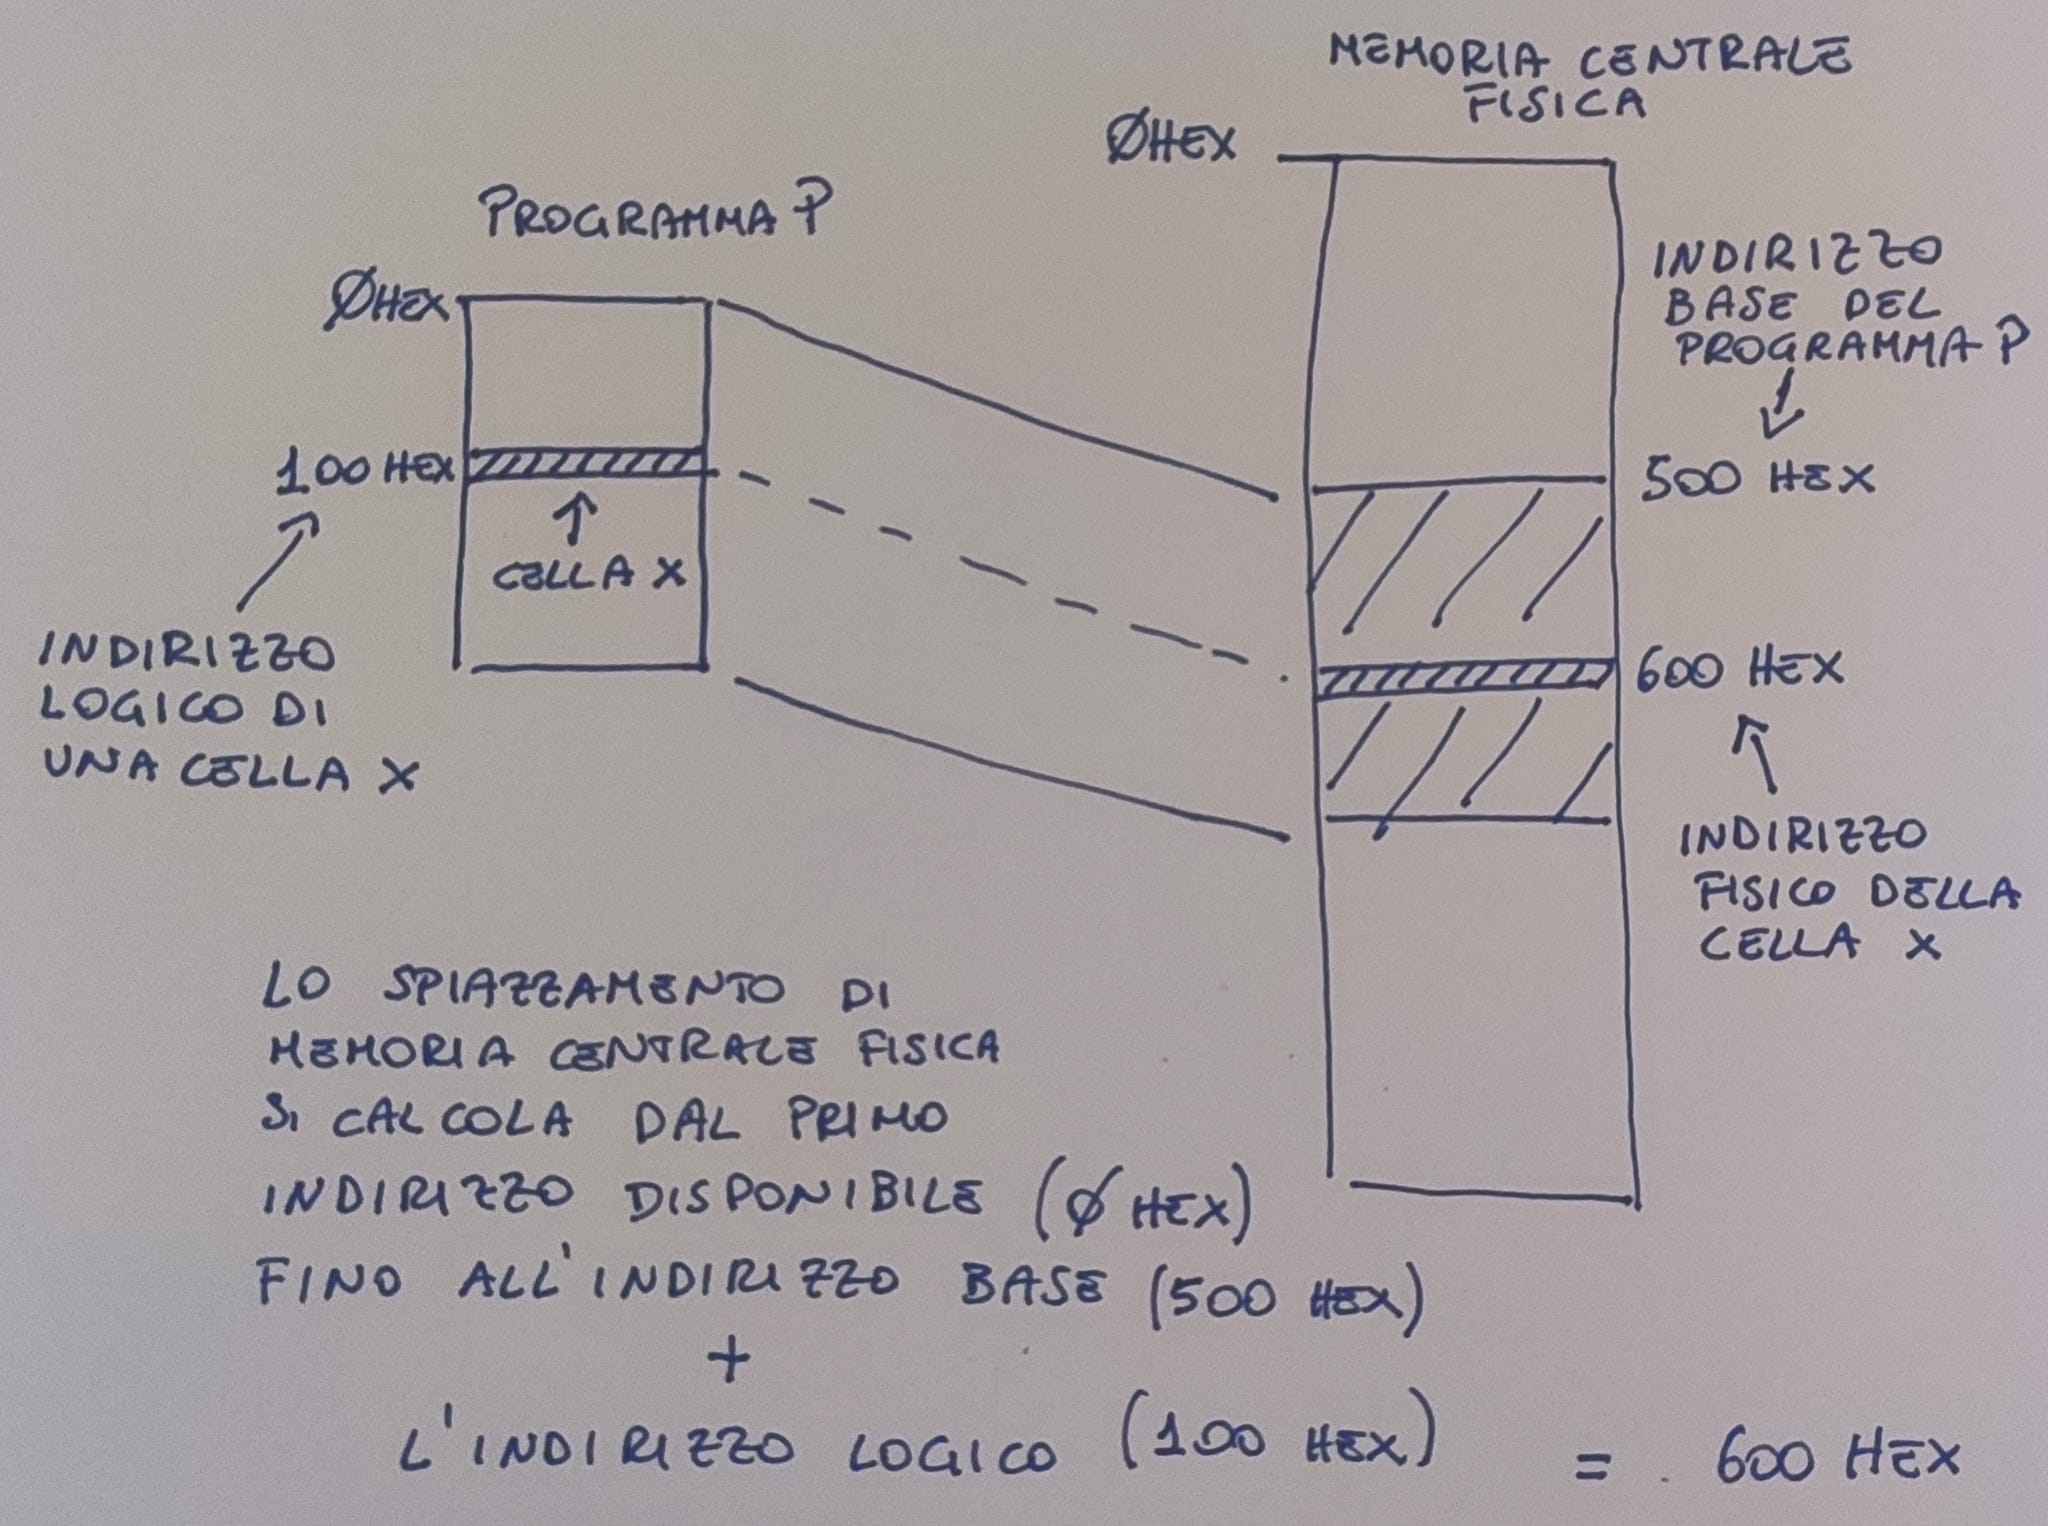 MEMORIA CENTRALE
FISICA
ØHEX
PROGRAMMA P
ØHEX
INDIRIZZO
BASE DEL
PROGRAMMA P
100 HEX
500 HEX
CELLA X
INDIRIZZO
LOGICO DI
UNA CELLA X
600 HEX
INDIRIZZO
FISICO DELLA
CELLA X
LO SPIAZZAMENTO DI
MEMORIA CENTRALE FISICA
SI CALCOLA DAL PRIMO
INDIRIZZO DISPONIBILE (Ø HEX)
FINO ALL'INDIRIZZO BASE (500 HEX)
+
L'INDIRIZZO LOGICO (100 HEX) = 600 HEX